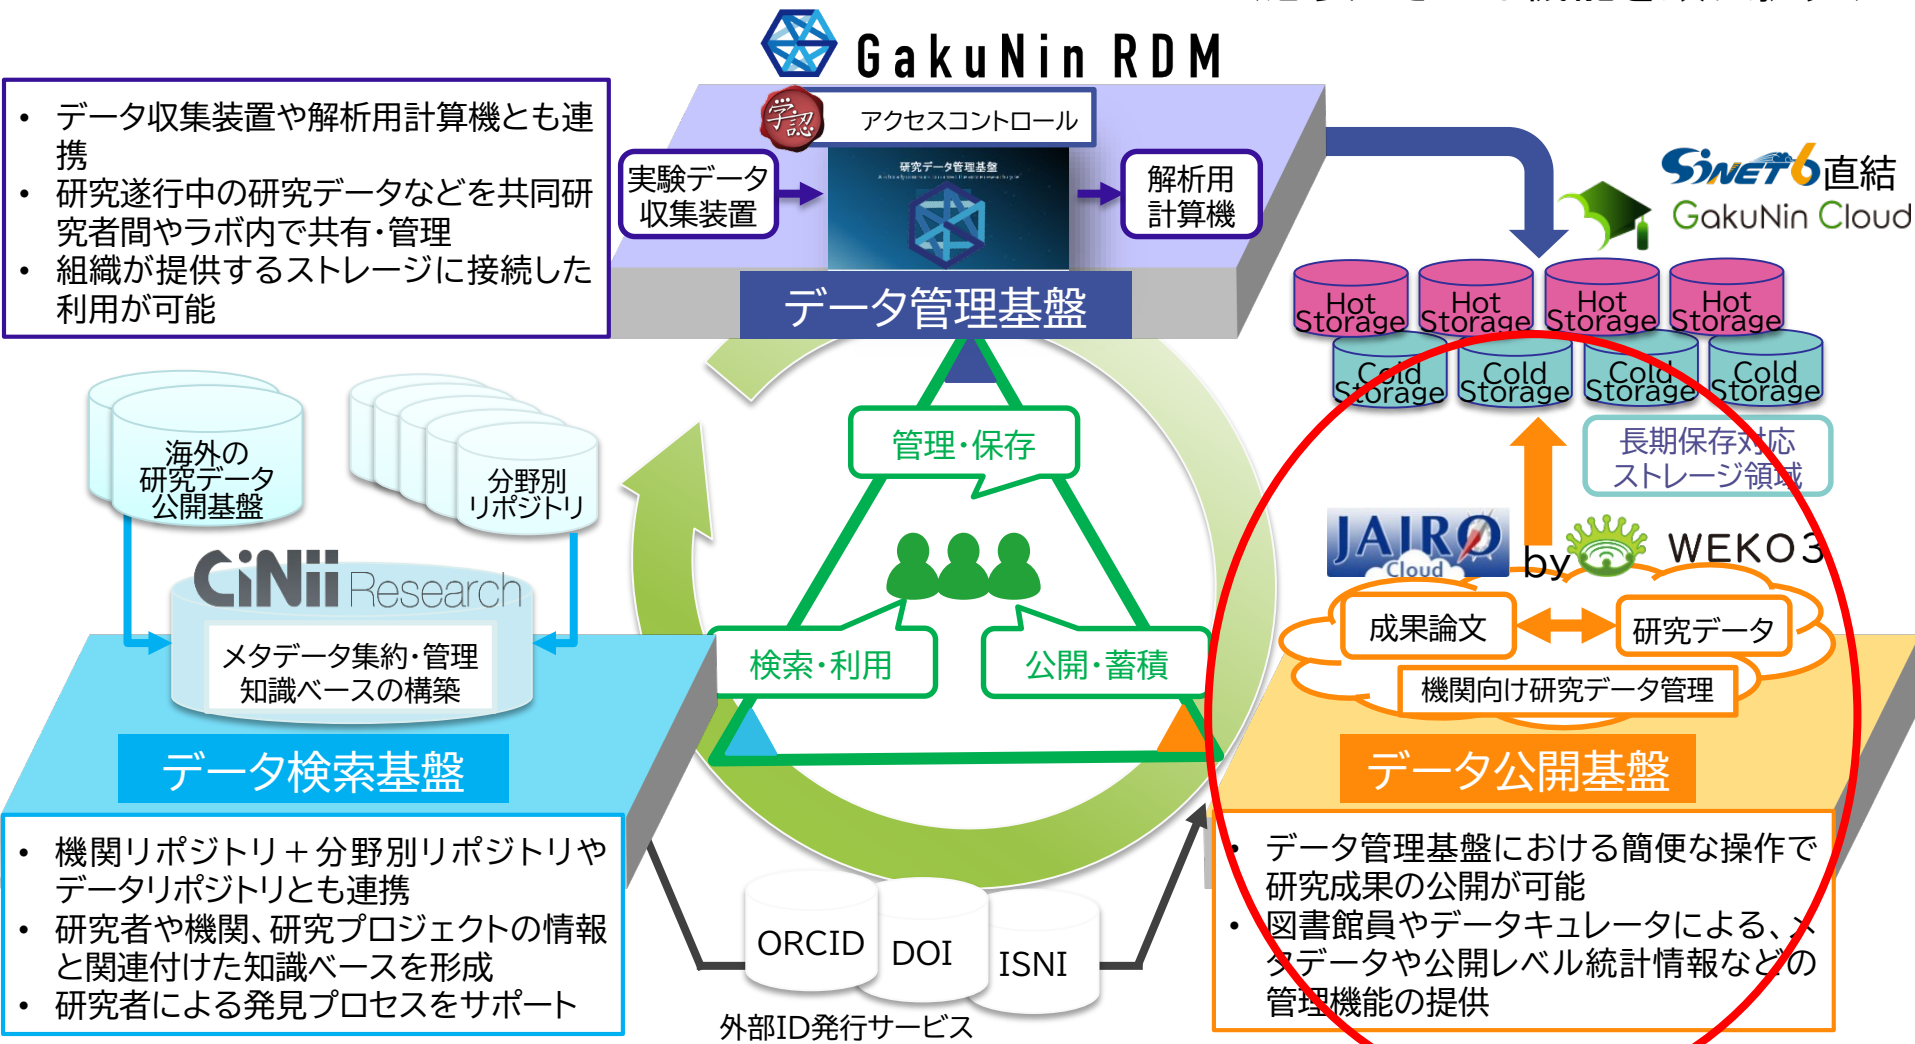 GakuNin RDM
学認
アクセスコントロール
• データ収集装置や解析用計算機とも連
携
• 研究遂行中の研究データなどを共同研
究者間やラボ内で共有・管理
• 組織が提供するストレージに接続した
利用が可能
実験データ
収集装置
研究データ管理基盤
解析用
計算機
データ管理基盤
SINET6直結
GakuNin Cloud
Hot
Storage
Hot
Storage
Hot
Storage
Hot
Storage
Cold
Storage
Cold
Storage
Cold
Storage
Cold
Storage
長期保存対応
ストレージ領域
海外の
研究データ
公開基盤
分野別
リポジトリ
CiNii Research
メタデータ集約・管理
知識ベースの構築
データ検索基盤
• 機関リポジトリ＋分野別リポジトリや
データリポジトリとも連携
• 研究者や機関、研究プロジェクトの情報
と関連付けた知識ベースを形成
• 研究者による発見プロセスをサポート
管理・保存
検索・利用
公開・蓄積
ORCID
DOI
ISNI
外部ID発行サービス
JAIRO
Cloud
by
WEKO3
成果論文
研究データ
機関向け研究データ管理
データ公開基盤
• データ管理基盤における簡便な操作で
研究成果の公開が可能
• 図書館員やデータキュレータによる、メ
タデータや公開レベル統計情報などの
管理機能の提供